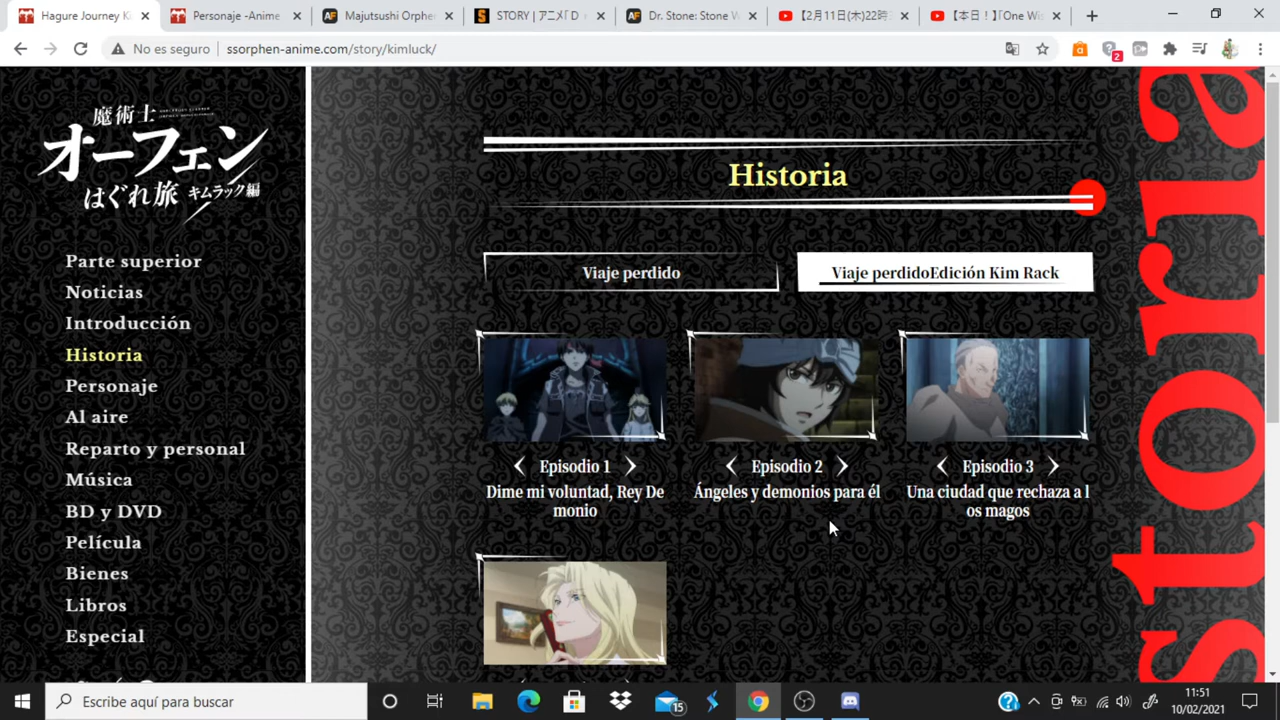 Hagure Journey K
Personaje -Anime
Majutsushi Orphe
STORY | アニメ「D
Dr. Stone: Stone W
【2月11日(木)22時
【本日！】「One Wis
No es seguro
ssorphen-anime.com/story/kimluck/
2
魔術士
オーフェン
はぐれ旅 キムラック編
Parte superior
Noticias
Introducción
Historia
Personaje
Al aire
Reparto y personal
Música
BD y DVD
Película
Bienes
Libros
Especial
Historia
Viaje perdido
Viaje perdidoEdición Kim Rack
Episodio 1
Dime mi voluntad, Rey De
monio
Episodio 2
Ángeles y demonios para él
Episodio 3
Una ciudad que rechaza a l
os magos
storia
Escribe aquí para buscar
15
11:51
10/02/2021